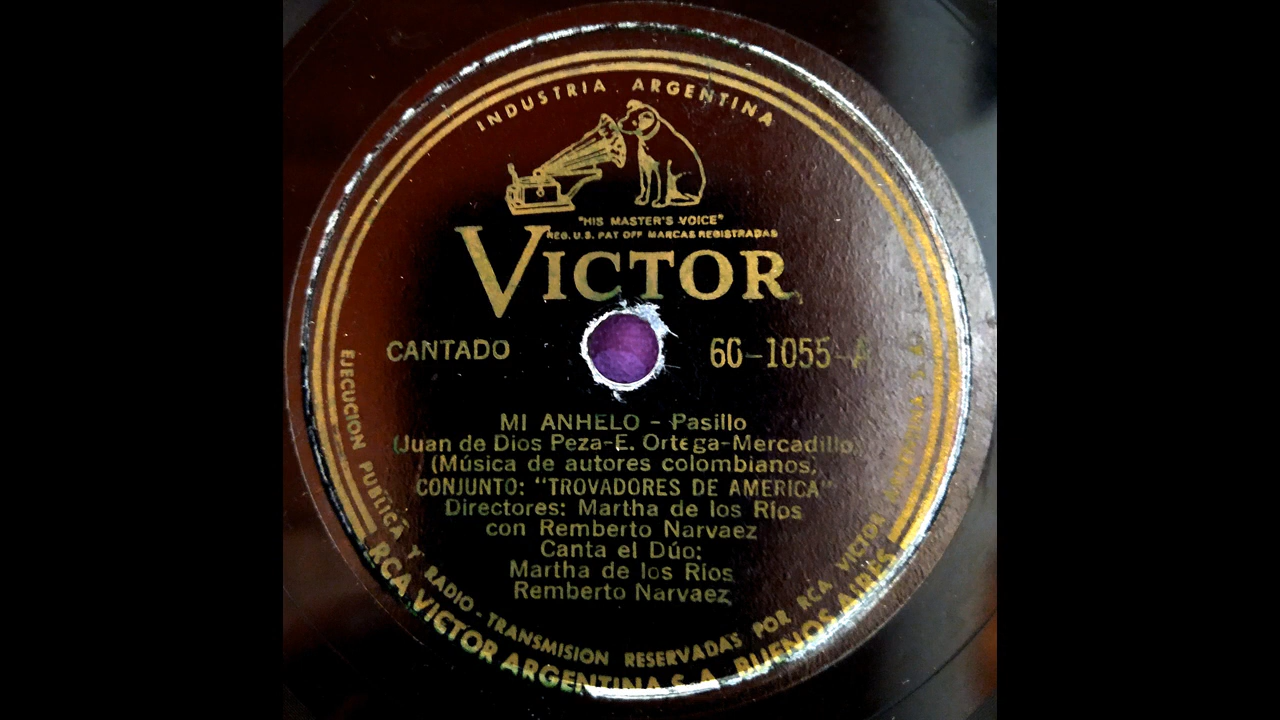 INDUSTRIA ARGENTINA
"HIS MASTER'S VOICE"
REG. U.S. PAT OFF MARCAS REGISTRADAS
VICTOR
CANTADO
60-1055-A
MI ANHELO - Pasillo
(Juan de Dios Peza-E. Ortega-Mercadillo)
(Música de autores colombianos)
CONJUNTO: "TROVADORES DE AMERICA"
Directores: Martha de los Ríos
con Remberto Narvaez
Canta el Dúo:
Martha de los Ríos
Remberto Narvaez
EJECUCION PUBLICA Y RADIO-TRANSMISION RESERVADAS POR RCA VICTOR ARGENTINA S.A.
RCA VICTOR ARGENTINA S.A. BUENOS AIRES